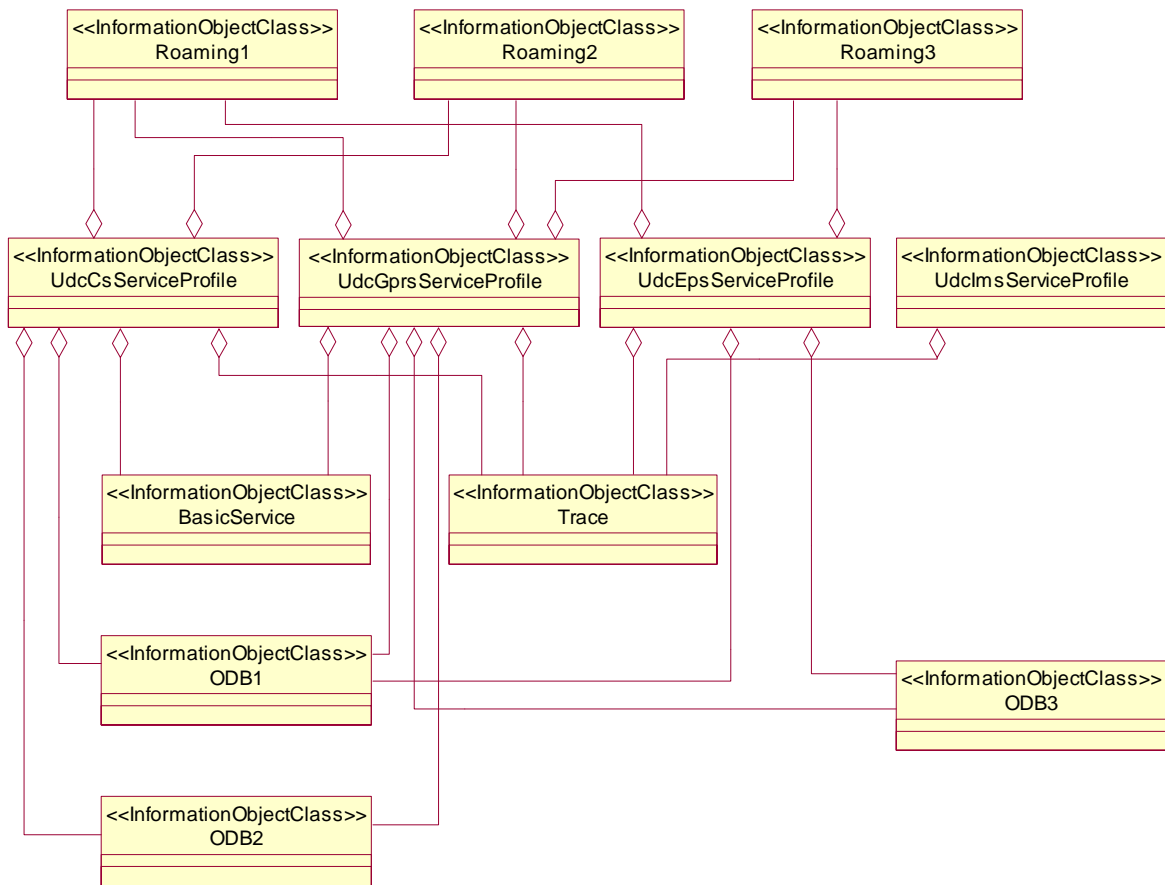 <<InformationObjectClass>>
Roaming1
<<InformationObjectClass>>
Roaming2
<<InformationObjectClass>>
Roaming3
<<InformationObjectClass>>
UdcCsServiceProfile
<<InformationObjectClass>>
UdcGprsServiceProfile
<<InformationObjectClass>>
UdcEpsServiceProfile
<<InformationObjectClass>>
UdcImsServiceProfile
<<InformationObjectClass>>
BasicService
<<InformationObjectClass>>
Trace
<<InformationObjectClass>>
ODB1
<<InformationObjectClass>>
ODB3
<<InformationObjectClass>>
ODB2